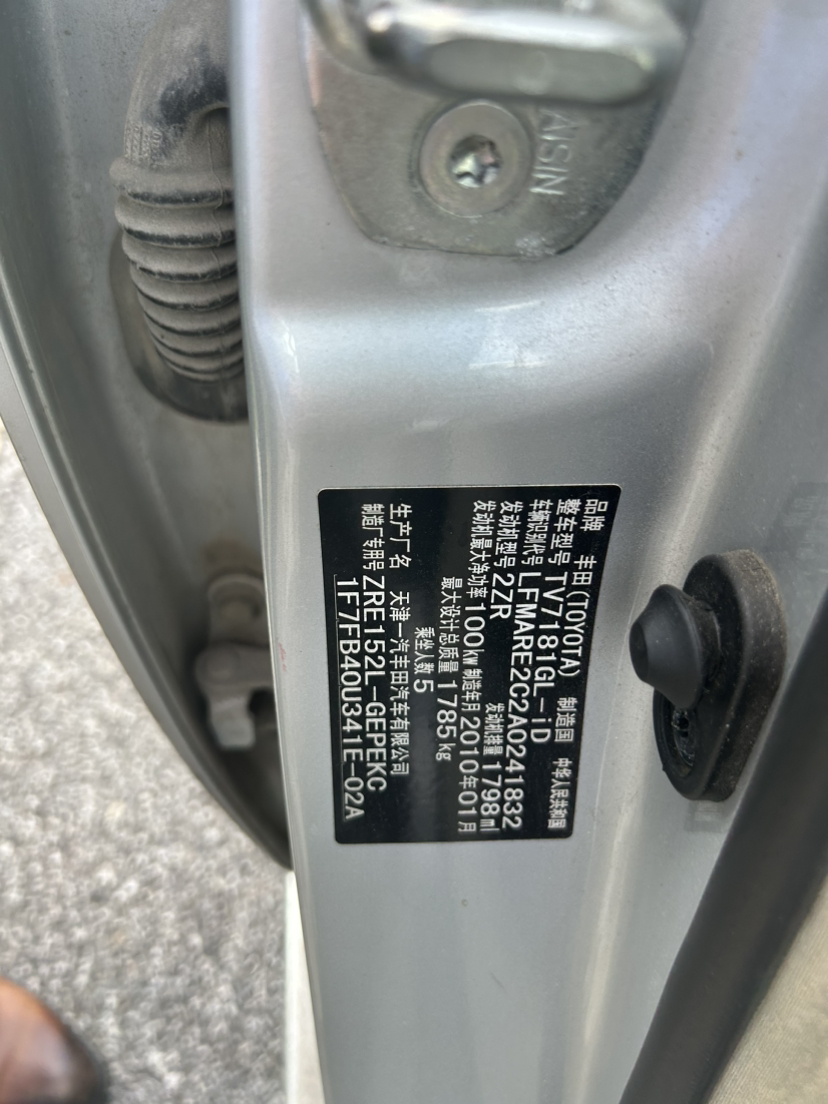 AISIN
品牌 丰田(TOYOTA) 制造国 中华人民共和国
整车型号 TV7181GL-iD
车辆识别代号 LFMARE2C2A0241832
发动机型号 2ZR 发动机排量 1798ml
发动机最大净功率 100kw 制造年月 2010年01月
最大设计总质量 1785kg
乘坐人数 5
生产厂名 天津一汽丰田汽车有限公司
制造厂专用号 ZRE152L-GEPEKC
1F7FB40U341E-02A